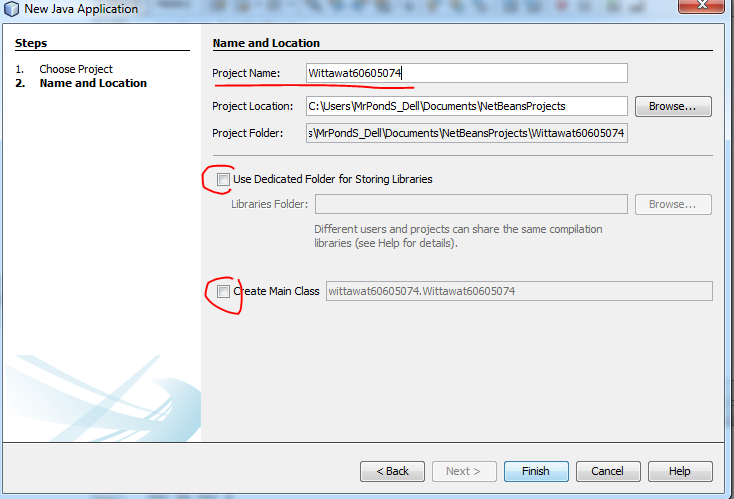 New Java Application
Steps
1. Choose Project
2. Name and Location
Name and Location
Project Name: Wittawat60605074
Project Location: C:\Users\MrPondS_Dell\Documents\NetBeansProjects Browse...
Project Folder: s\MrPondS_Dell\Documents\NetBeansProjects\Wittawat60605074
Use Dedicated Folder for Storing Libraries
Libraries Folder: Browse...
Different users and projects can share the same compilation
libraries (see Help for details).
Create Main Class wittawat60605074.Wittawat60605074
< Back Next > Finish Cancel Help